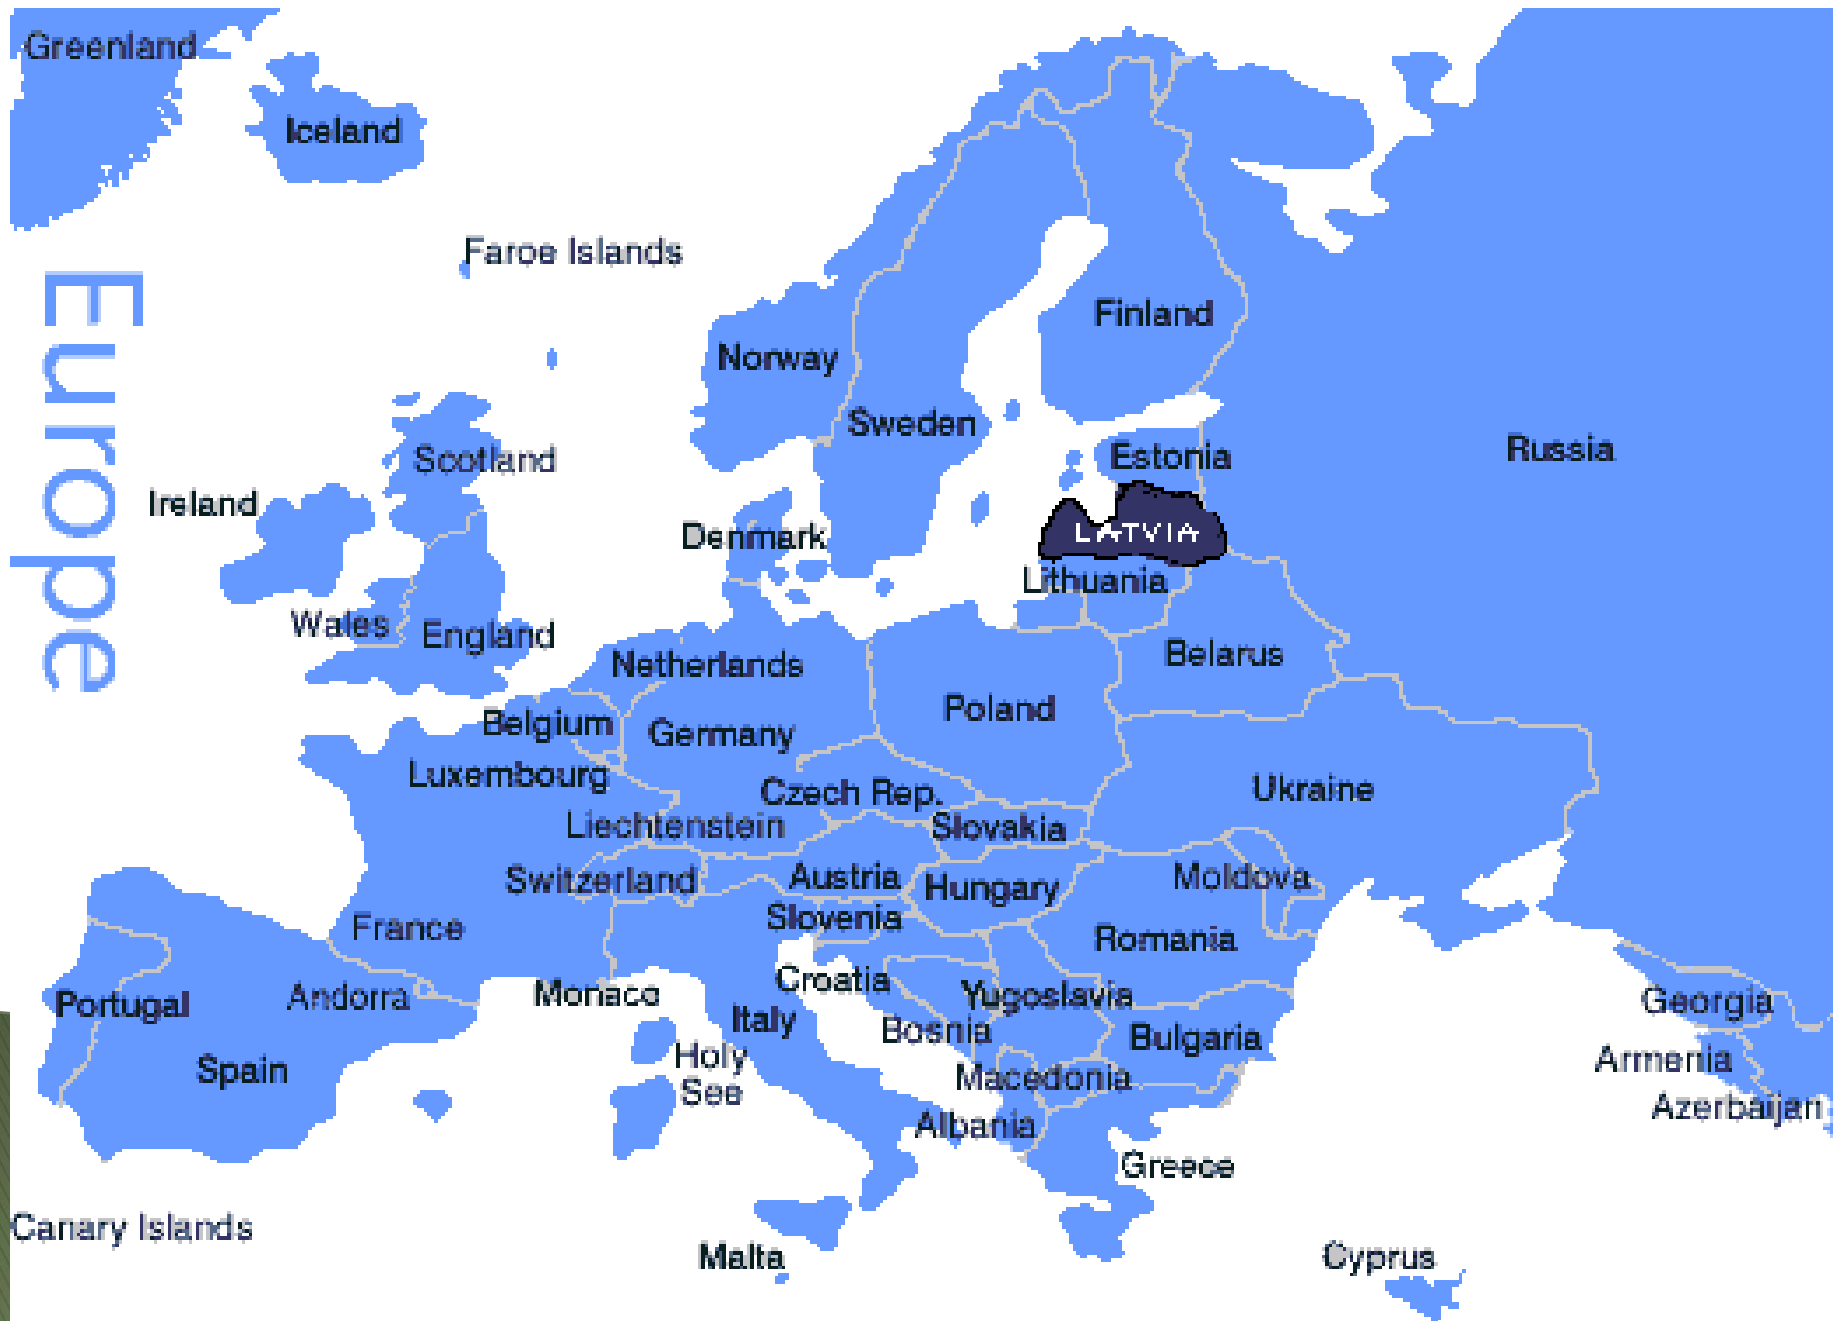 Greenland
Iceland
Faroe Islands
Europe
Finland
Norway
Sweden
Scotland
Estonia
Russia
Ireland
Denmark
LATVIA
Lithuania
Wales
England
Netherlands
Belarus
Belgium
Germany
Poland
Luxembourg
Czech Rep.
Ukraine
Liechtenstein
Slovakia
Switzerland
Austria
Hungary
Moldova
France
Slovenia
Romania
Croatia
Portugal
Andorra
Monaco
Yugoslavia
Georgia
Italy
Bosnia
Bulgaria
Spain
Holy
See
Macedonia
Armenia
Albania
Azerbaijan
Greece
Canary Islands
Malta
Cyprus